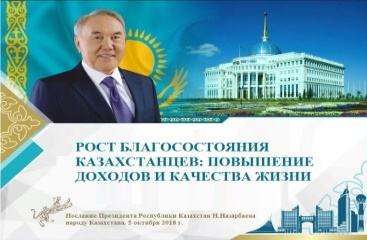 РОСТ БЛАГОСОСТОЯНИЯ
КАЗАХСТАНЦЕВ: ПОВЫШЕНИЕ
ДОХОДОВ И КАЧЕСТВА ЖИЗНИ
Послание Президента Республики Казахстан Н.Назарбаева
народу Казахстана. 5 октября 2018 г.